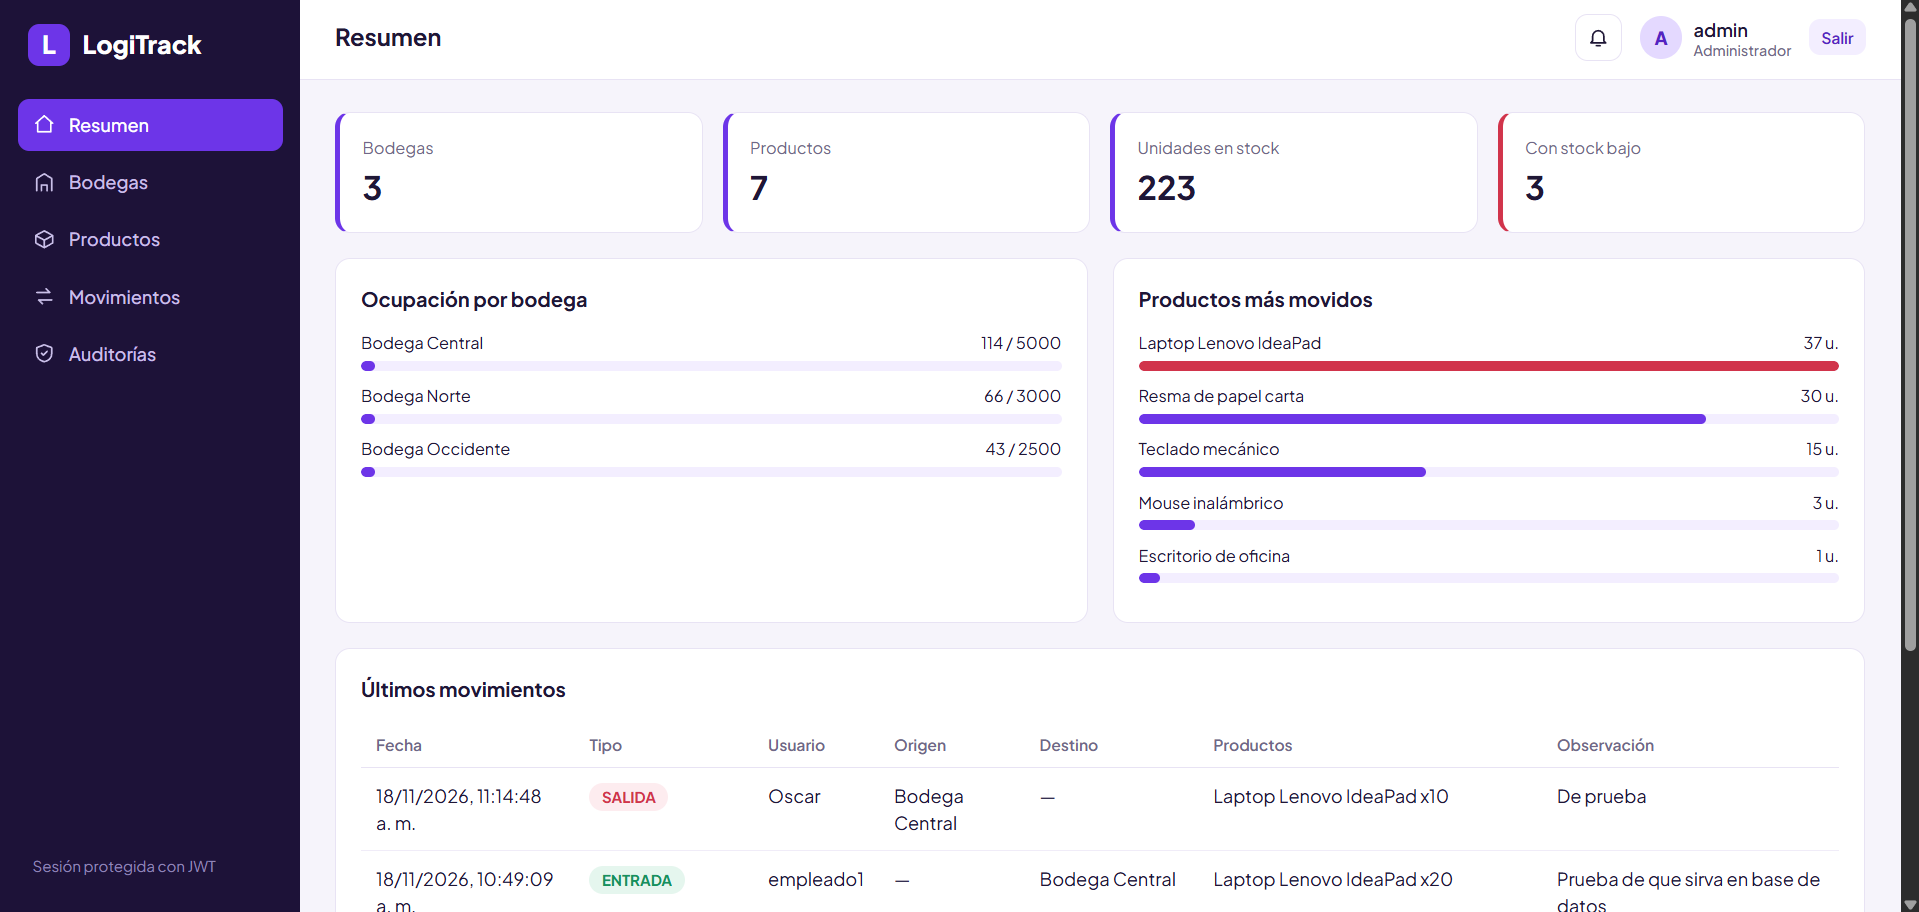 L LogiTrack
Resumen
Bodegas
Productos
Movimientos
Auditorías
Sesión protegida con JWT
Resumen
A
admin
Administrador
Salir
Bodegas
3
Productos
7
Unidades en stock
223
Con stock bajo
3
Ocupación por bodega
Bodega Central 114 / 5000
Bodega Norte 66 / 3000
Bodega Occidente 43 / 2500
Productos más movidos
Laptop Lenovo IdeaPad 37 u.
Resma de papel carta 30 u.
Teclado mecánico 15 u.
Mouse inalámbrico 3 u.
Escritorio de oficina 1 u.
Últimos movimientos
Fecha Tipo Usuario Origen Destino Productos Observación
18/11/2026, 11:14:48 SALIDA Oscar Bodega — Laptop Lenovo IdeaPad x10 De prueba
a. m. Central
18/11/2026, 10:49:09 ENTRADA empleado1 — Bodega Central Laptop Lenovo IdeaPad x20 Prueba de que sirva en base de
a. m. datos